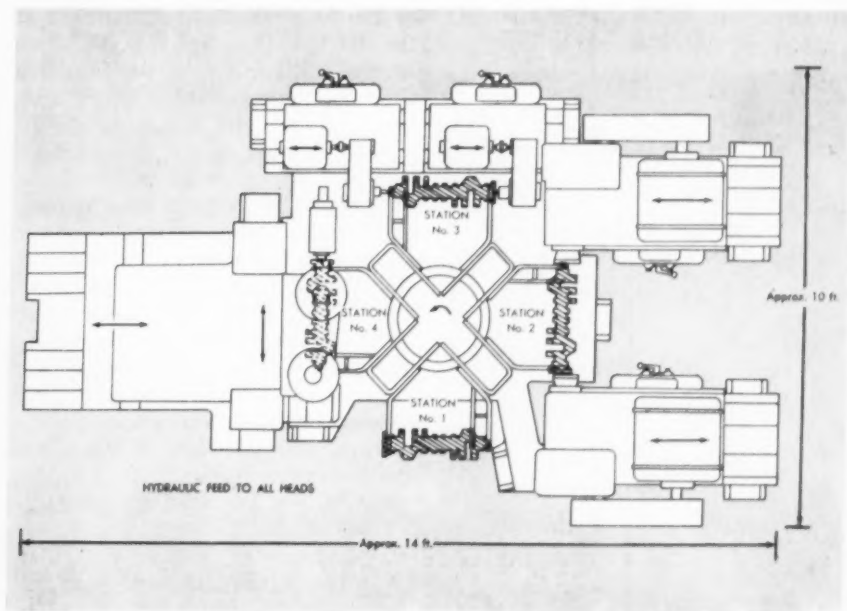 STATION
No. 3
Approx. 10 ft.
STATION
No. 4
STATION
No. 2
STATION
No. 1
HYDRAULIC FEED TO ALL HEADS
Approx. 14 ft.